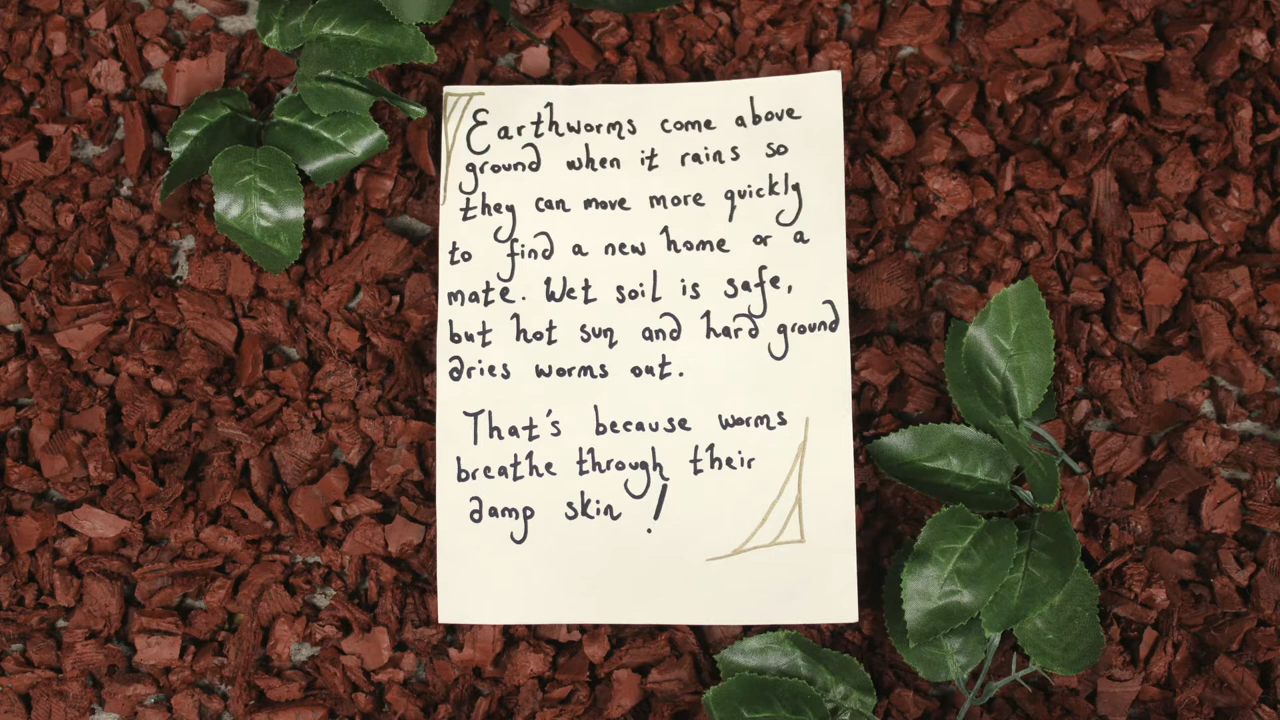 Earthworms come above
ground when it rains so
they can move more quickly
to find a new home or a
mate. Wet soil is safe,
but hot sun and hard ground
dries worms out.
That's because worms
breathe through their
damp skin!